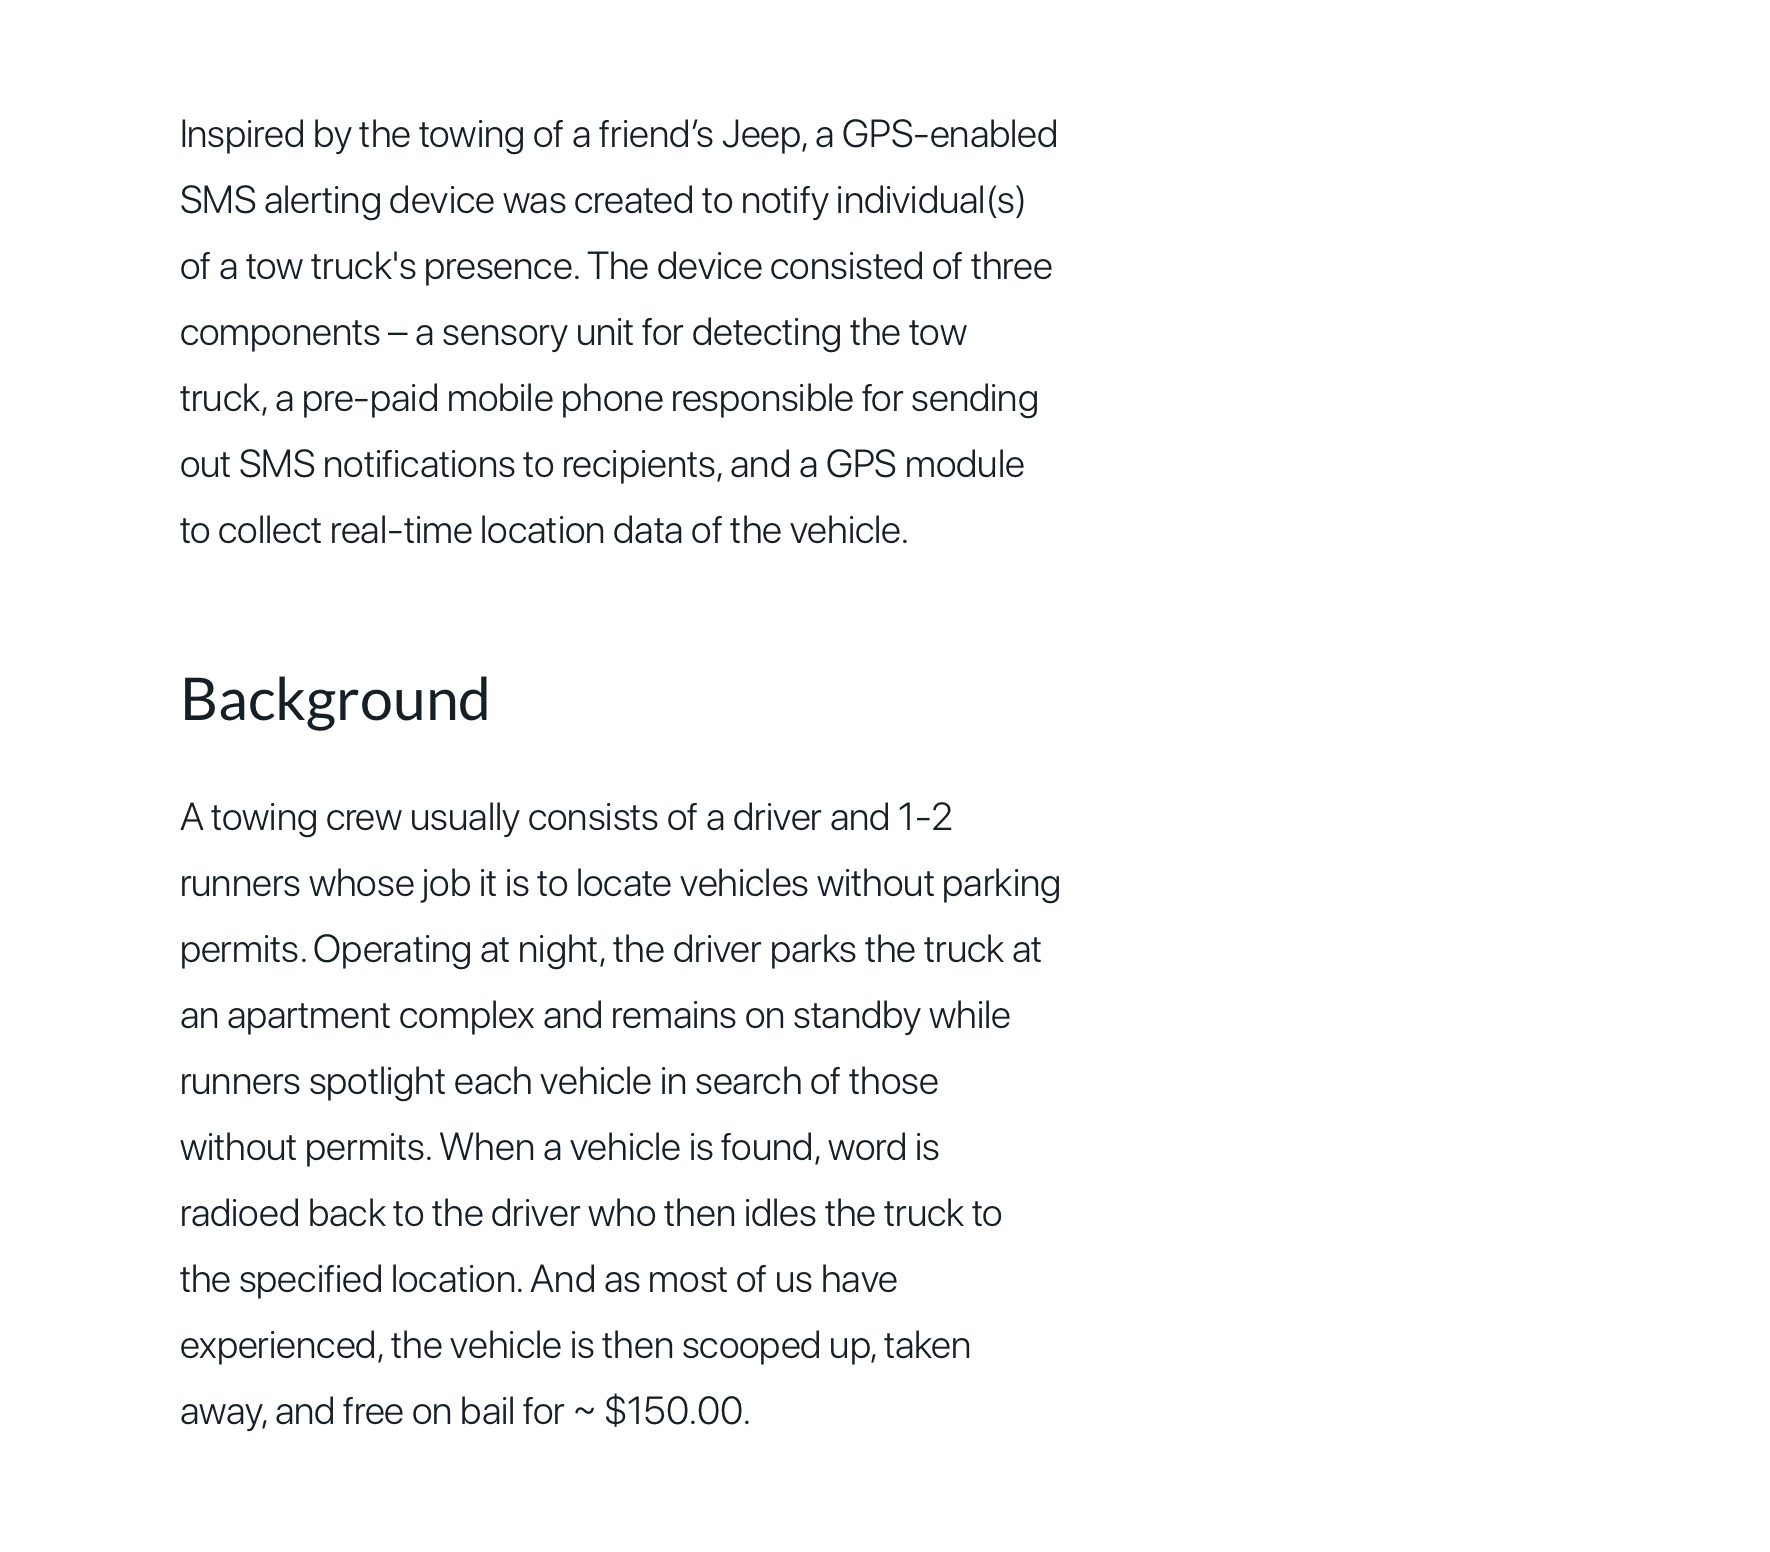 Inspired by the towing of a friend’s Jeep, a GPS-enabled
SMS alerting device was created to notify individual(s)
of a tow truck's presence. The device consisted of three
components – a sensory unit for detecting the tow
truck, a pre-paid mobile phone responsible for sending
out SMS notifications to recipients, and a GPS module
to collect real-time location data of the vehicle.
Background
A towing crew usually consists of a driver and 1-2
runners whose job it is to locate vehicles without parking
permits. Operating at night, the driver parks the truck at
an apartment complex and remains on standby while
runners spotlight each vehicle in search of those
without permits. When a vehicle is found, word is
radioed back to the driver who then idles the truck to
the specified location. And as most of us have
experienced, the vehicle is then scooped up, taken
away, and free on bail for ~ $150.00.